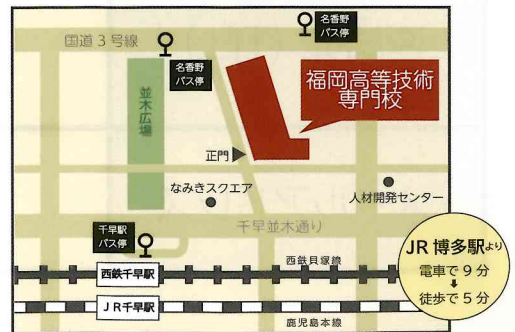 名香野
バス停
国道3号線
名香野
バス停
福岡高等技術
専門校
並木広場
正門
なみきスクエア
人材開発センター
千早並木通り
千早駅
バス停
JR博多駅より
電車で9分
徒歩で5分
西鉄貝塚線
西鉄千早駅
JR千早駅
鹿児島本線